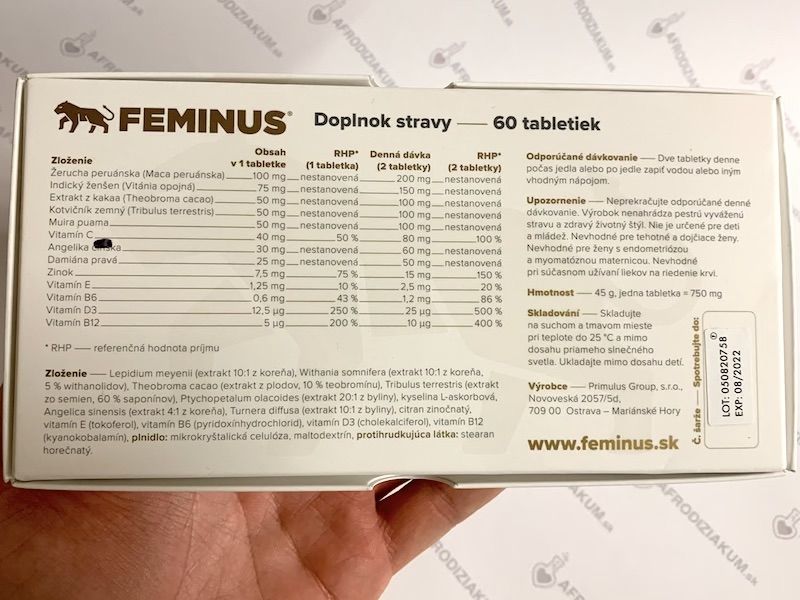 FEMINUS®
Doplnok stravy — 60 tabletiek
Zloženie Obsah v 1 tabletke RHP* (1 tabletka) Denná dávka (2 tabletky) RHP* (2 tabletky)
Žerucha peruánska (Maca peruánska) 100 mg nestanovená 200 mg nestanovená
Indický ženšen (Vitánia opojná) 75 mg nestanovená 150 mg nestanovená
Extrakt z kakaa (Theobroma cacao) 50 mg nestanovená 100 mg nestanovená
Kotvičník zemný (Tribulus terrestris) 50 mg nestanovená 100 mg nestanovená
Muira puama 50 mg nestanovená 100 mg nestanovená
Vitamín C 40 mg 50 % 80 mg 100 %
Angelika 30 mg nestanovená 60 mg nestanovená
Damiána pravá 25 mg nestanovená 50 mg nestanovená
Zinok 7,5 mg 75 % 15 mg 150 %
Vitamín E 1,25 mg 10 % 2,5 mg 20 %
Vitamín B6 0,6 mg 43 % 1,2 mg 86 %
Vitamín D3 12,5 µg 250 % 25 µg 500 %
Vitamín B12 5 µg 200 % 10 µg 400 %
* RHP — referenčná hodnota príjmu
Zloženie — Lepidium meyenii (extrakt 10:1 z koreňa), Withania somnifera (extrakt 10:1 z koreňa,
5 % withanolidov), Theobroma cacao (extrakt z plodov, 10 % teobromínu), Tribulus terrestris (extrakt
zo semien, 60 % saponínov), Ptychopetalum olacoides (extrakt 20:1 z byliny), kyselina L-askorbová,
Angelica sinensis (extrakt 4:1 z koreňa), Turnera diffusa (extrakt 10:1 z byliny), citran zinočnatý,
vitamín E (tokoferol), vitamín B6 (pyridoxínhydrochlorid), vitamín D3 (cholekalciferol), vitamín B12
(kyanokobalamín), plnidlo: mikrokryštalická celulóza, maltodextrín, protihrudkujúca látka: stearan
horečnatý.
Odporúčané dávkovanie — Dve tabletky denne
počas jedla alebo po jedle zapiť vodou alebo iným
vhodným nápojom.
Upozornenie — Neprekračujte odporúčané denné
dávkovanie. Výrobok nenahrádza pestrú vyváženú
stravu a zdravý životný štýl. Nie je určené pre deti
a mládež. Nevhodné pre tehotné a dojčiace ženy.
Nevhodné pre ženy s endometriózou
a myomatóznou maternicou. Nevhodné
pri súčasnom užívaní liekov na riedenie krvi.
Hmotnosť — 45 g, jedna tabletka = 750 mg
Skladování — Skladujte
na suchom a tmavom mieste
pri teplote do 25 °C a mimo
dosahu priameho slnečného
svetla. Ukladajte mimo dosahu detí.
Výrobce — Primulus Group, s.r.o.,
Novoveská 2057/5d,
709 00 Ostrava – Mariánské Hory
www.feminus.sk
Č. šarže — Spotrebujte do:
LOT: 050820758
EXP: 08/2022
AFRODIZIAKUM.sk
AFRODIZIAKUM.sk
AFRODIZIAKUM.sk
AFRODIZIAKUM.sk